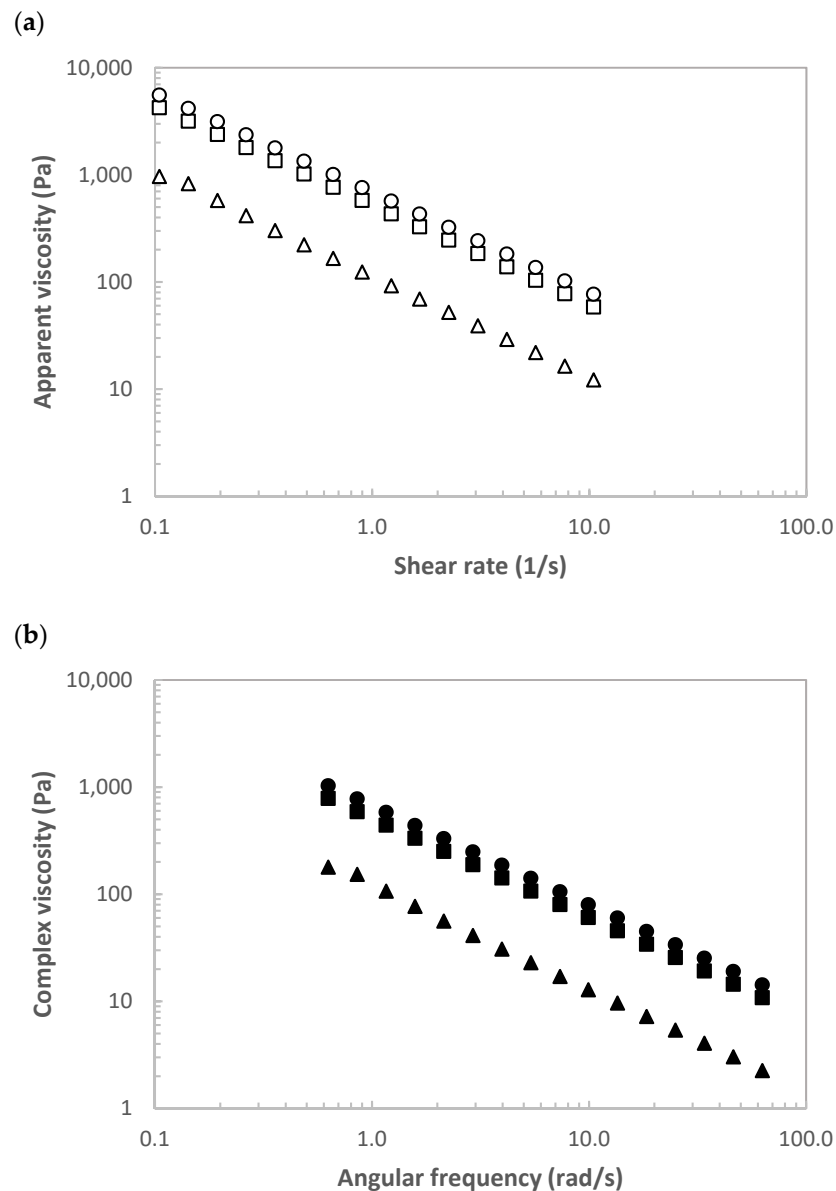 (a)
10,000
1,000
100
10
1
Apparent viscosity (Pa)
0.1 1.0 10.0 100.0
Shear rate (1/s)
(b)
10,000
1,000
100
10
1
Complex viscosity (Pa)
0.1 1.0 10.0 100.0
Angular frequency (rad/s)